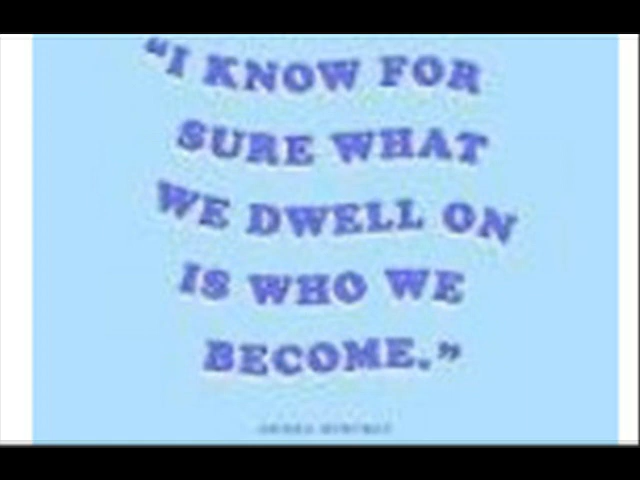 “I KNOW FOR
SURE WHAT
WE DWELL ON
IS WHO WE
BECOME.”